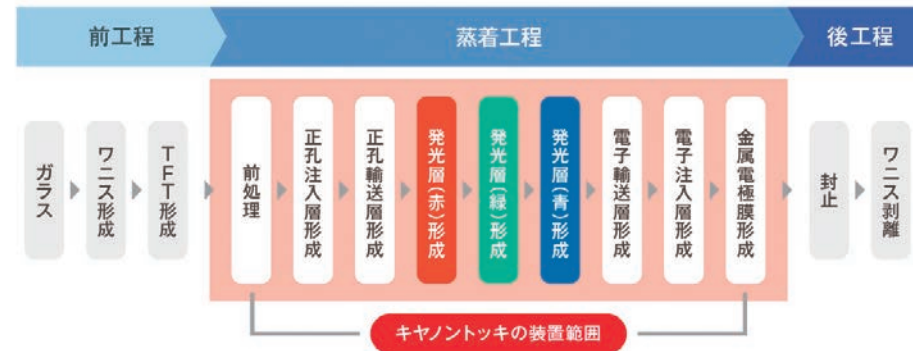 前工程
蒸着工程
後工程
ガラス
ワニス形成
TFT形成
前処理
正孔注入層形成
正孔輸送層形成
発光層(赤)形成
発光層(緑)形成
発光層(青)形成
電子輸送層形成
電子注入層形成
金属電極膜形成
封止
ワニス剥離
キヤノントッキの装置範囲